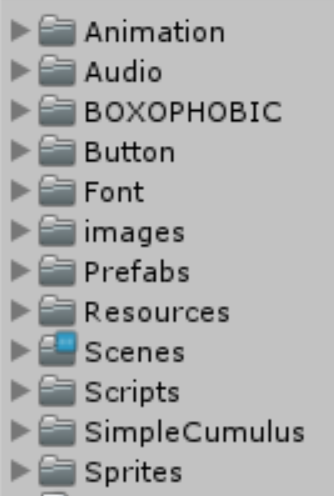 Animation
Audio
BOXOPHOBIC
Button
Font
images
Prefabs
Resources
Scenes
Scripts
SimpleCumulus
Sprites